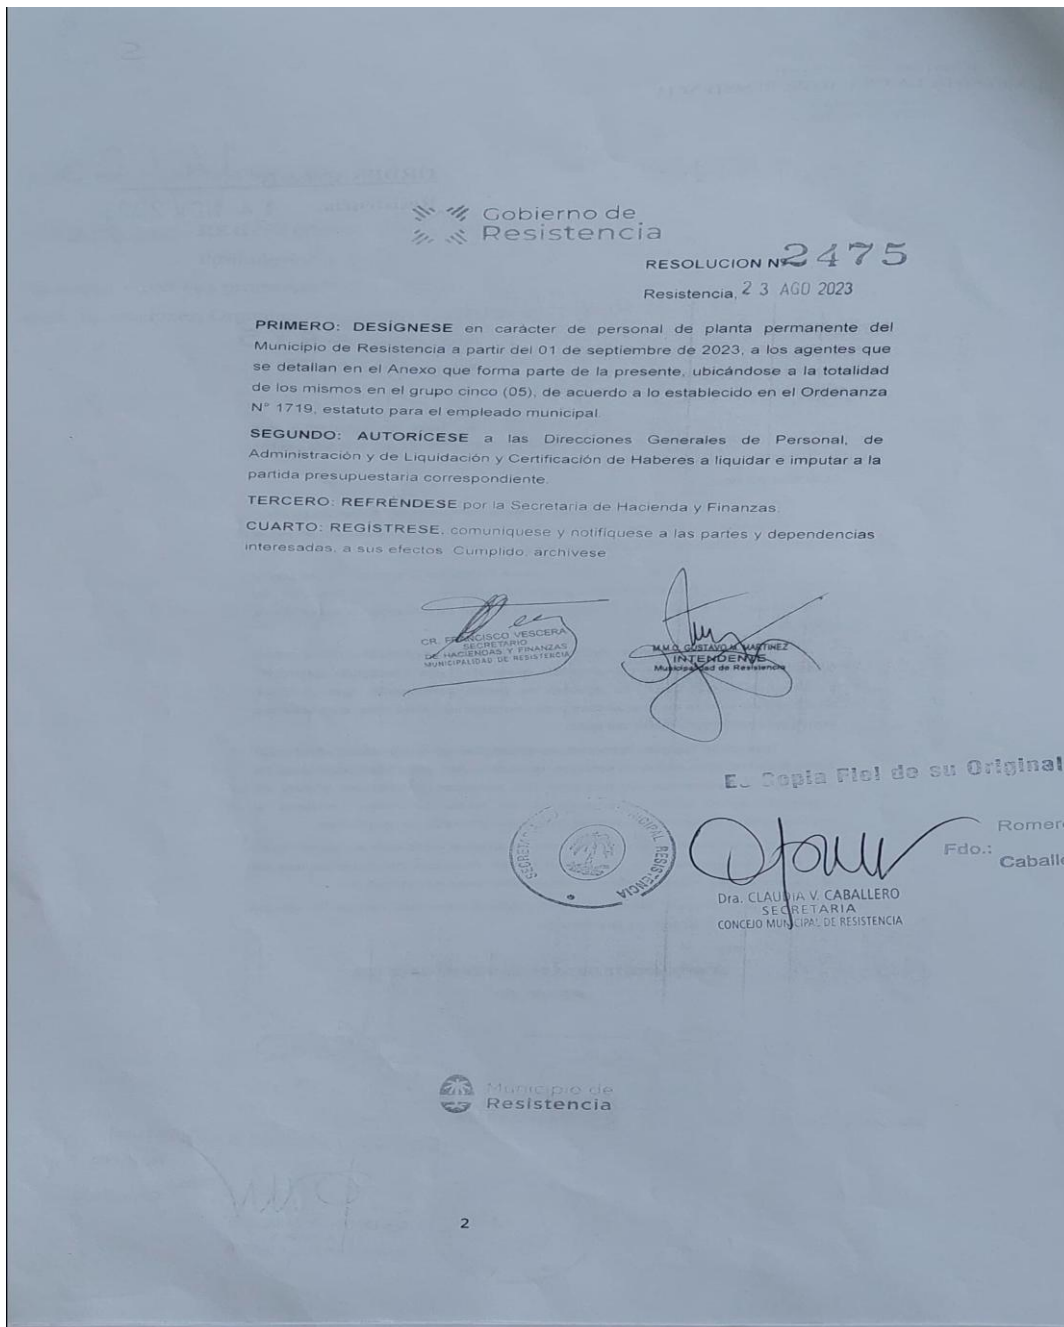 Gobierno de
Resistencia
RESOLUCION Nº 2475
Resistencia, 23 AGO 2023
PRIMERO: DESÍGNESE en carácter de personal de planta permanente del
Municipio de Resistencia a partir del 01 de septiembre de 2023, a los agentes que
se detallan en el Anexo que forma parte de la presente, ubicándose a la totalidad
de los mismos en el grupo cinco (05), de acuerdo a lo establecido en el Ordenanza
N° 1719, estatuto para el empleado municipal.
SEGUNDO: AUTORÍCESE a las Direcciones Generales de Personal, de
Administración y de Liquidación y Certificación de Haberes a liquidar e imputar a la
partida presupuestaria correspondiente.
TERCERO: REFRÉNDESE por la Secretaría de Hacienda y Finanzas.
CUARTO: REGÍSTRESE, comuníquese y notifíquese a las partes y dependencias
interesadas, a sus efectos. Cumplido, archívese
CR. FRANCISCO VESCERA
SECRETARIO
DE HACIENDAS Y FINANZAS
MUNICIPALIDAD DE RESISTENCIA
M.M.O. GUSTAVO M. MARTINEZ
INTENDENTE
Municipalidad de Resistencia
Es Copia Fiel de su Original
Romero
Fdo.:
Caballe
Dra. CLAUDIA V. CABALLERO
SECRETARIA
CONCEJO MUNICIPAL DE RESISTENCIA
Municipio de
Resistencia
2